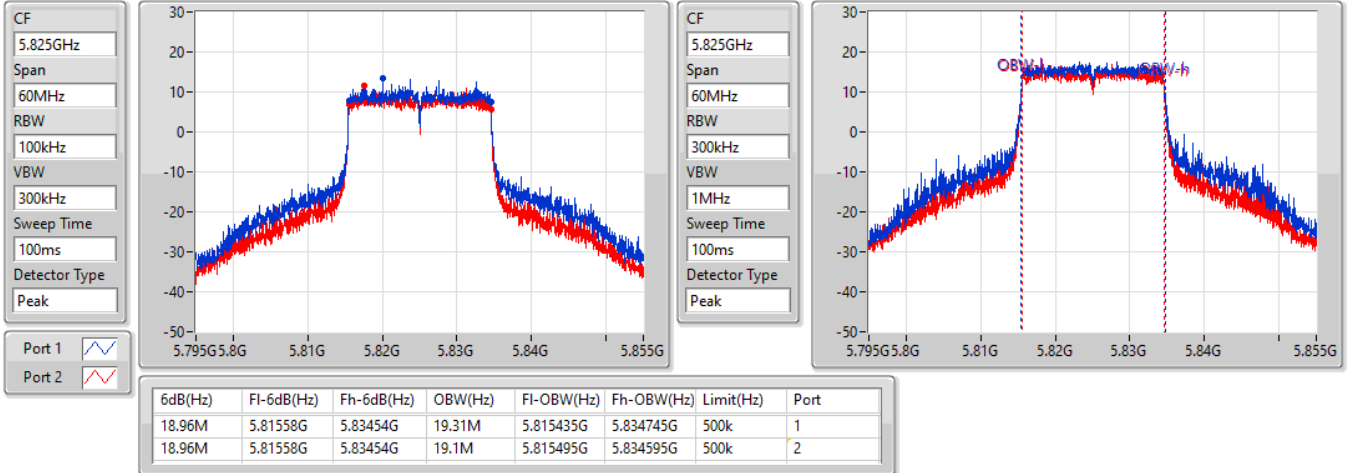 CF
5.825GHz
Span
60MHz
RBW
100kHz
VBW
300kHz
Sweep Time
100ms
Detector Type
Peak
Port 1
Port 2
30
20
10
0
-10
-20
-30
-40
-50
5.795G 5.8G 5.81G 5.82G 5.83G 5.84G 5.855G
CF
5.825GHz
Span
60MHz
RBW
300kHz
VBW
1MHz
Sweep Time
100ms
Detector Type
Peak
30
20
10
0
-10
-20
-30
-40
-50
OBW-l OBW-h
5.795G 5.8G 5.81G 5.82G 5.83G 5.84G 5.855G
6dB(Hz) Fl-6dB(Hz) Fh-6dB(Hz) OBW(Hz) Fl-OBW(Hz) Fh-OBW(Hz) Limit(Hz) Port
18.96M 5.81558G 5.83454G 19.31M 5.815435G 5.834745G 500k 1
18.96M 5.81558G 5.83454G 19.1M 5.815495G 5.834595G 500k 2